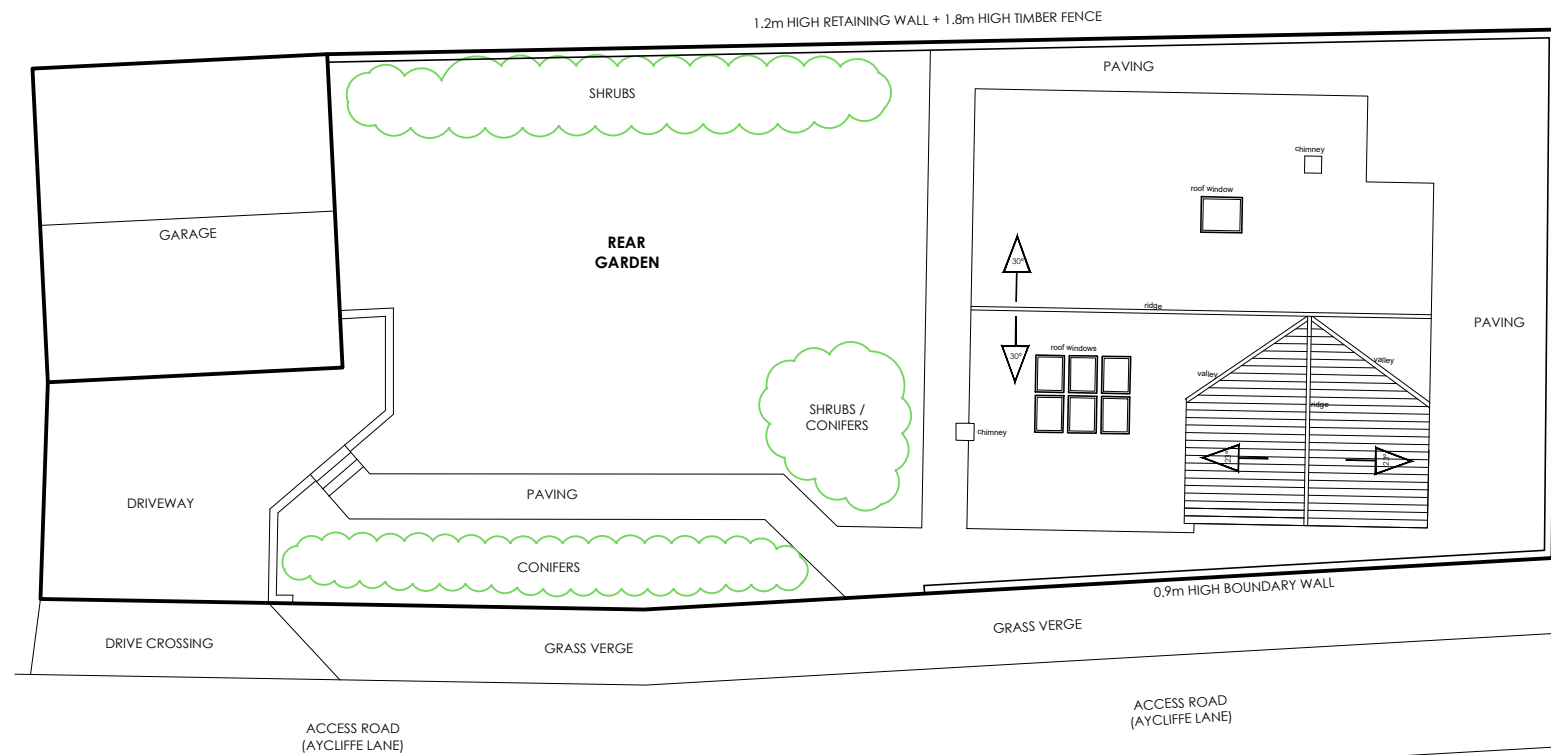 1.2m HIGH RETAINING WALL + 1.8m HIGH TIMBER FENCE
PAVING
SHRUBS
chimney
roof window
GARAGE
REAR
GARDEN
30°
ridge
PAVING
30°
roof windows
valley
valley
ridge
SHRUBS /
CONIFERS
chimney
23°
23°
PAVING
DRIVEWAY
CONIFERS
0.9m HIGH BOUNDARY WALL
GRASS VERGE
DRIVE CROSSING
GRASS VERGE
ACCESS ROAD
(AYCLIFFE LANE)
ACCESS ROAD
(AYCLIFFE LANE)